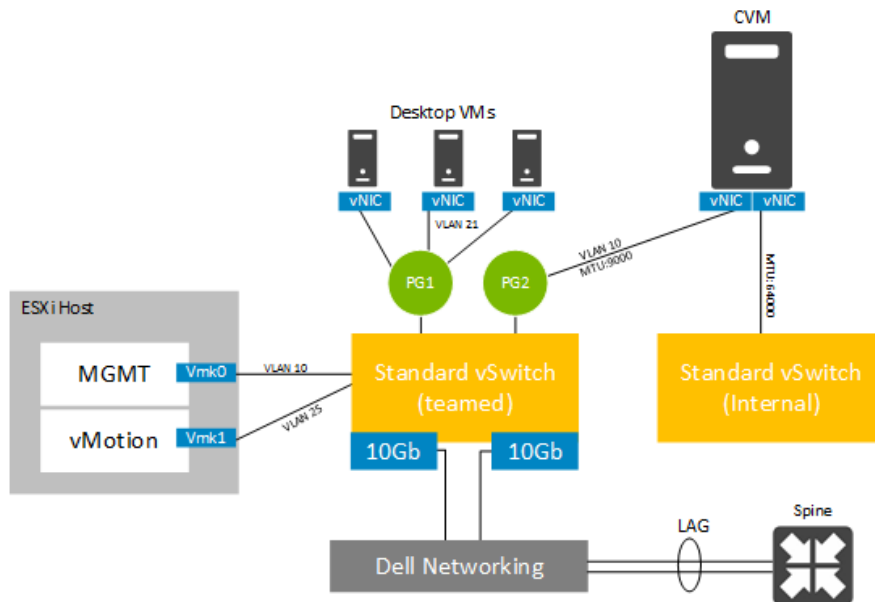 CVM
Desktop VMs
vNIC
vNIC
vNIC
vNIC
vNIC
VLAN 21
VLAN 10
MTU:9000
MTU:64000
PG1
PG2
ESXi Host
MGMT
Vmk0
VLAN 10
vMotion
Vmk1
VLAN 25
Standard vSwitch
(teamed)
Standard vSwitch
(Internal)
10Gb
10Gb
Dell Networking
LAG
Spine